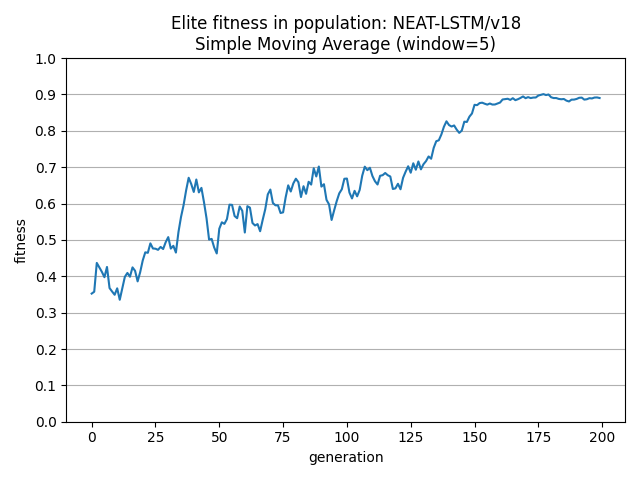 Elite fitness in population: NEAT-LSTM/v18
Simple Moving Average (window=5)
1.0
0.9
0.8
0.7
0.6
0.5
0.4
0.3
0.2
0.1
0.0
fitness
0 25 50 75 100 125 150 175 200
generation